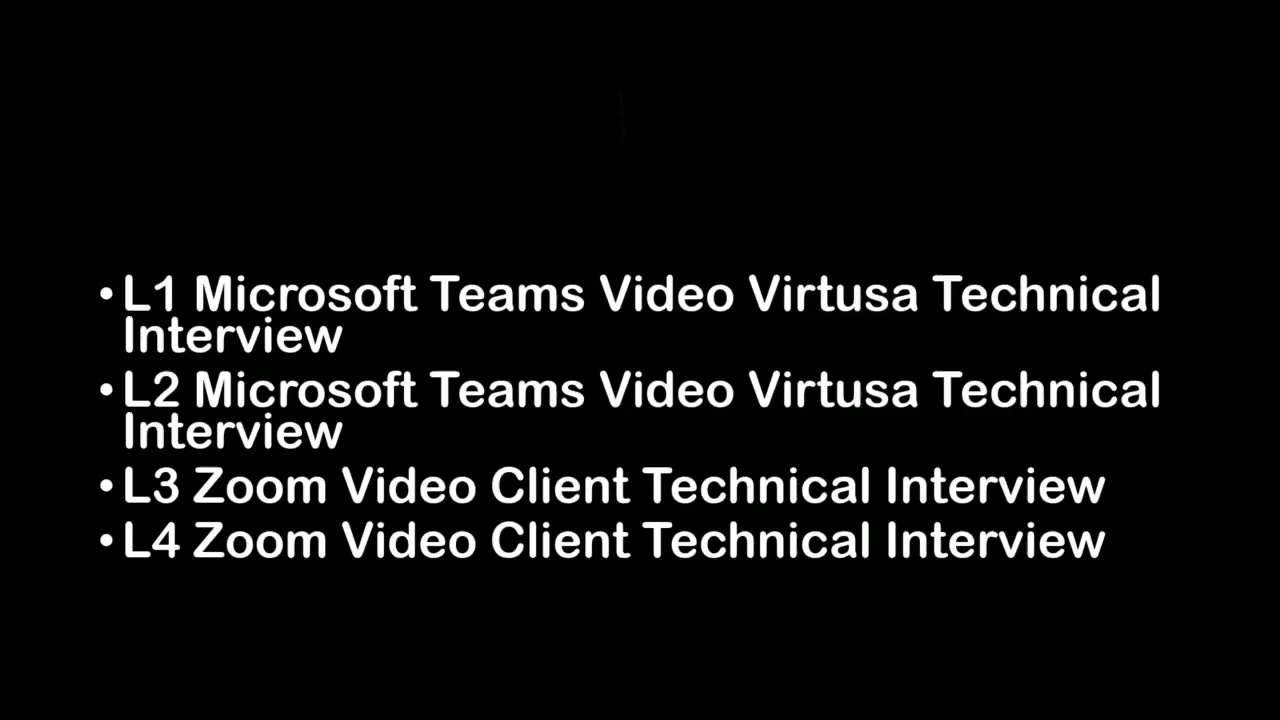 • L1 Microsoft Teams Video Virtusa Technical
Interview
• L2 Microsoft Teams Video Virtusa Technical
Interview
• L3 Zoom Video Client Technical Interview
• L4 Zoom Video Client Technical Interview